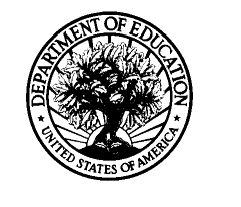 DEPARTMENT OF EDUCATION
★ UNITED STATES OF AMERICA ★